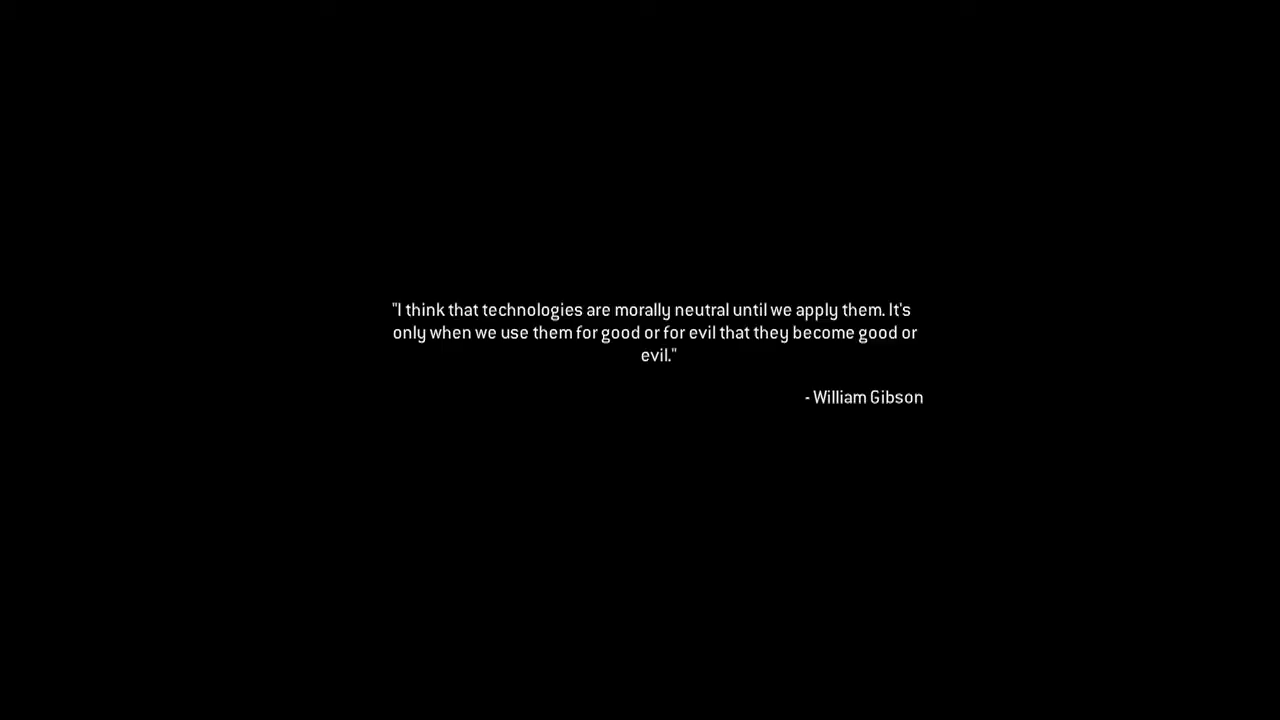 "I think that technologies are morally neutral until we apply them. It's
only when we use them for good or for evil that they become good or
evil."
- William Gibson